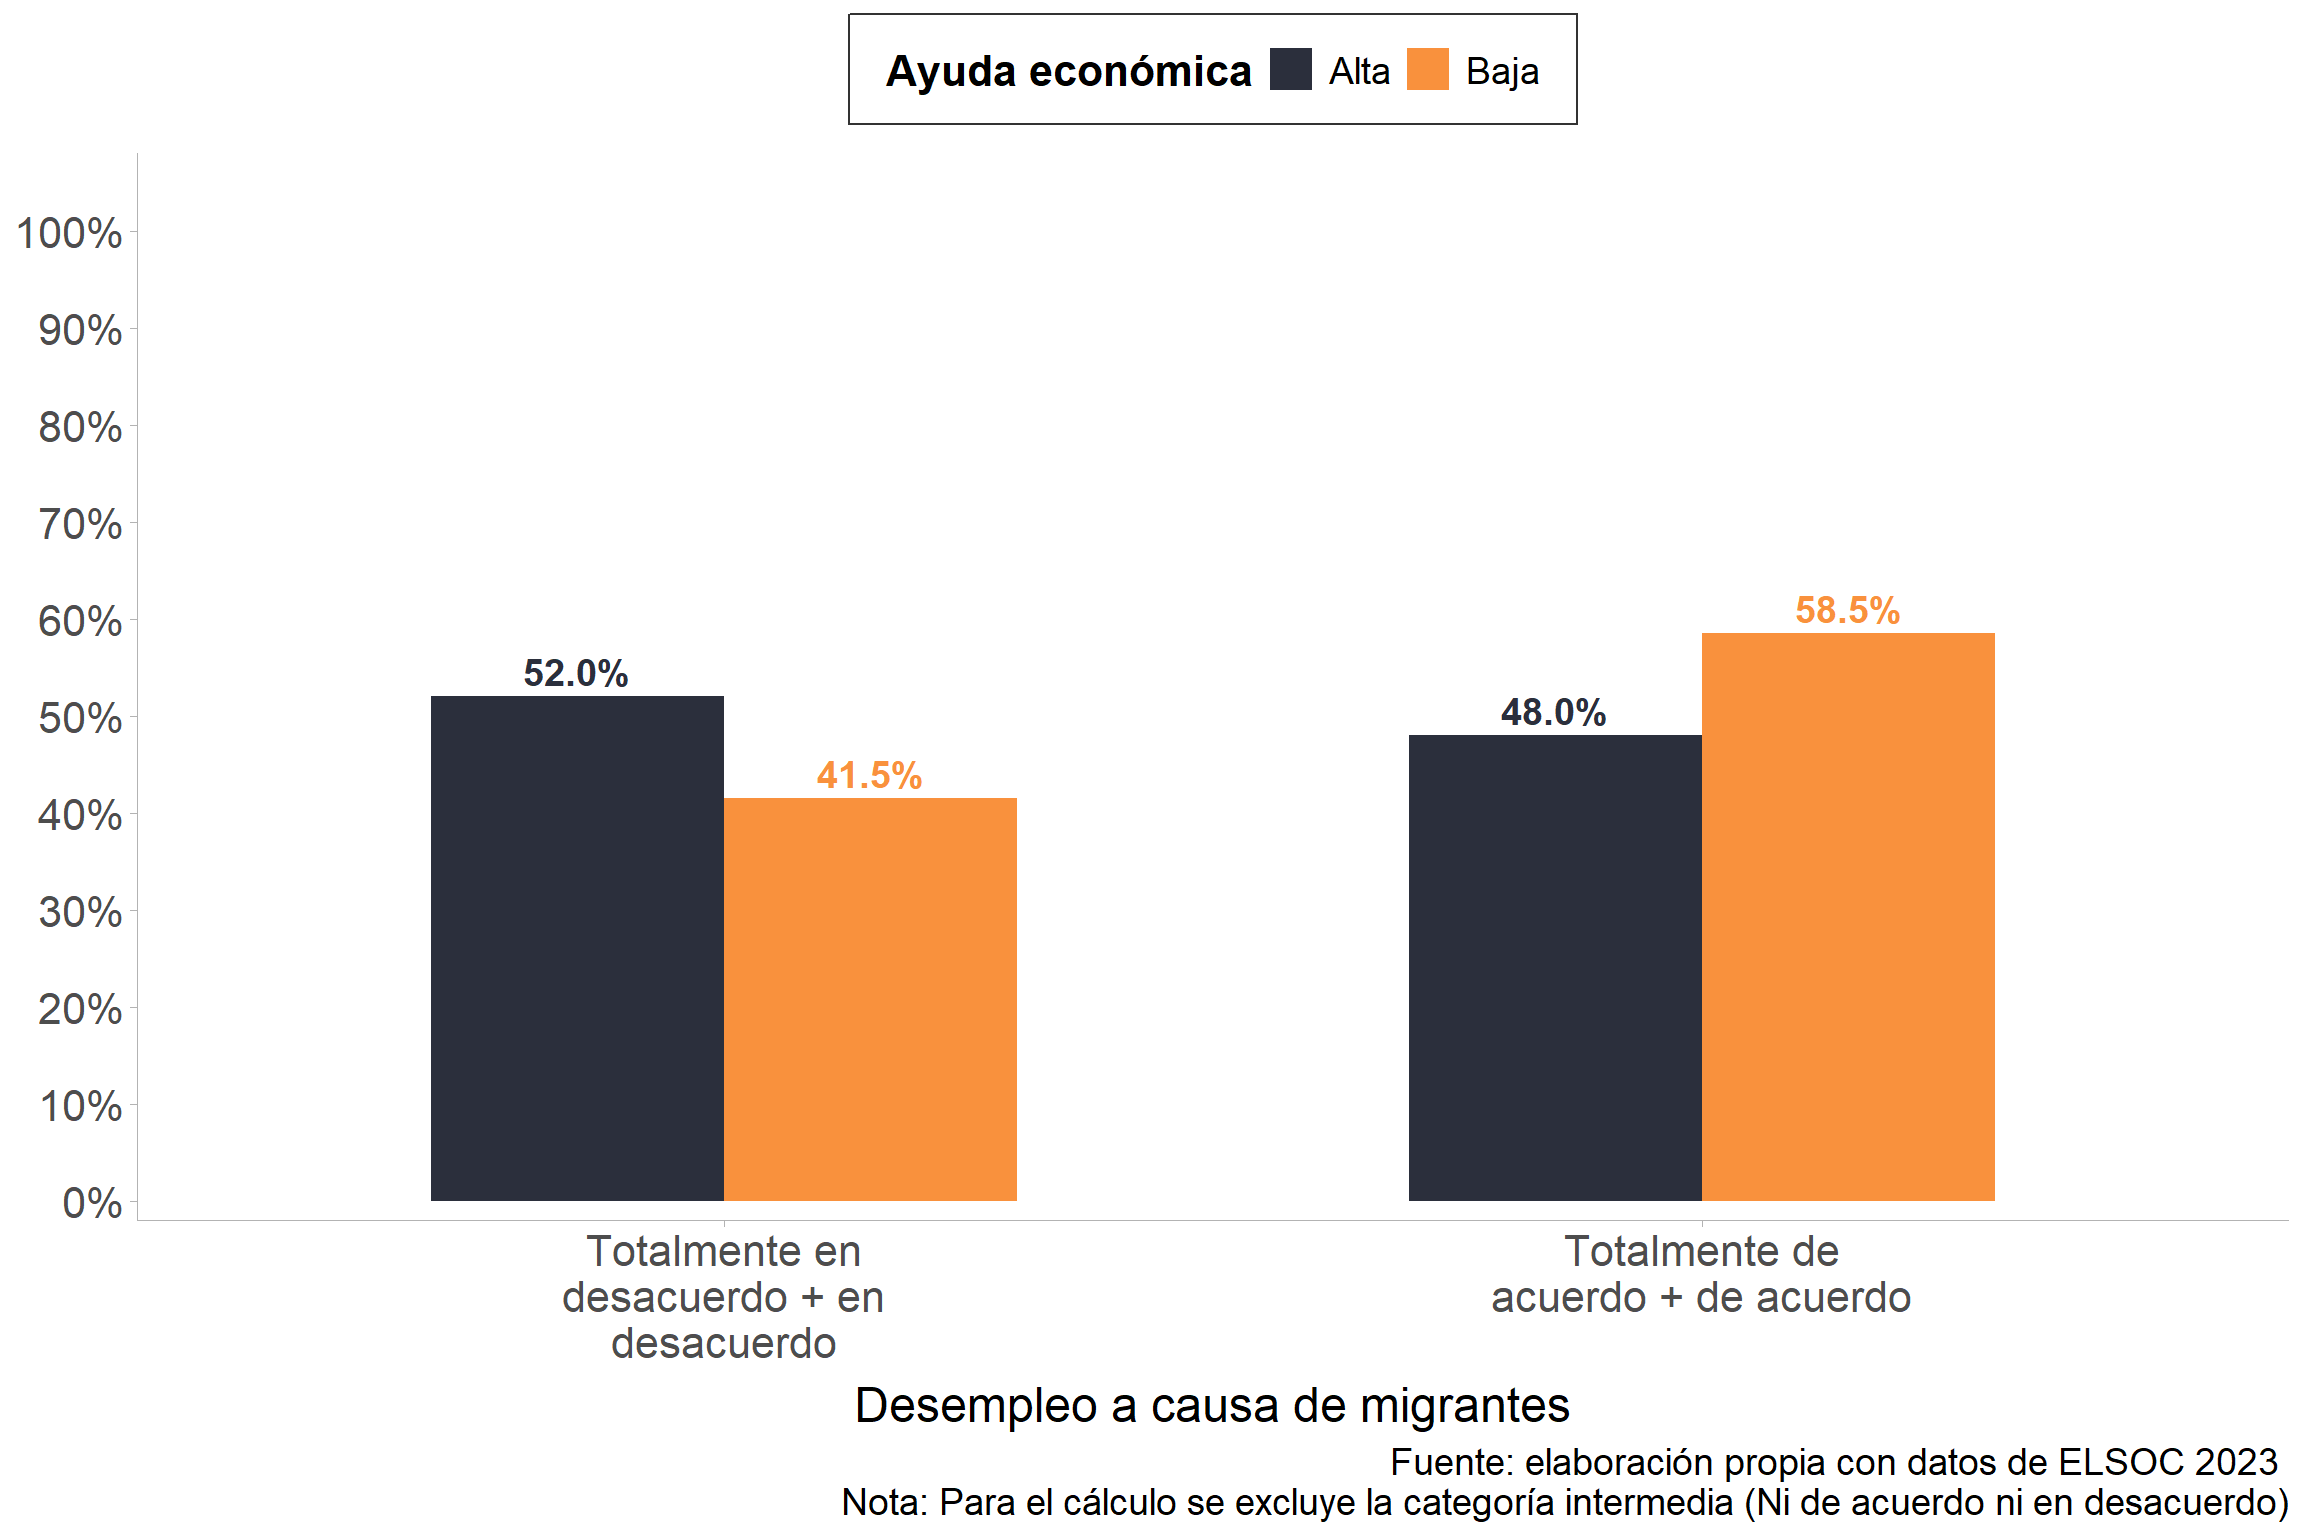 Ayuda económica Alta Baja
100%
90%
80%
70%
60%
50%
40%
30%
20%
10%
0%
52.0%
41.5%
48.0%
58.5%
Totalmente en
desacuerdo + en
desacuerdo
Totalmente de
acuerdo + de acuerdo
Desempleo a causa de migrantes
Fuente: elaboración propia con datos de ELSOC 2023
Nota: Para el cálculo se excluye la categoría intermedia (Ni de acuerdo ni en desacuerdo)